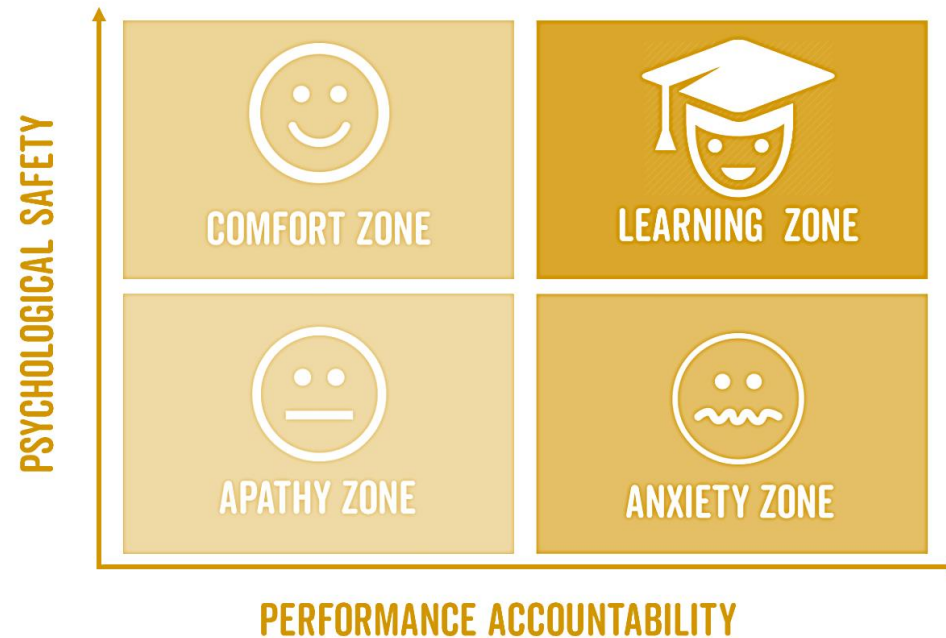 PSYCHOLOGICAL SAFETY
COMFORT ZONE
LEARNING ZONE
APATHY ZONE
ANXIETY ZONE
PERFORMANCE ACCOUNTABILITY